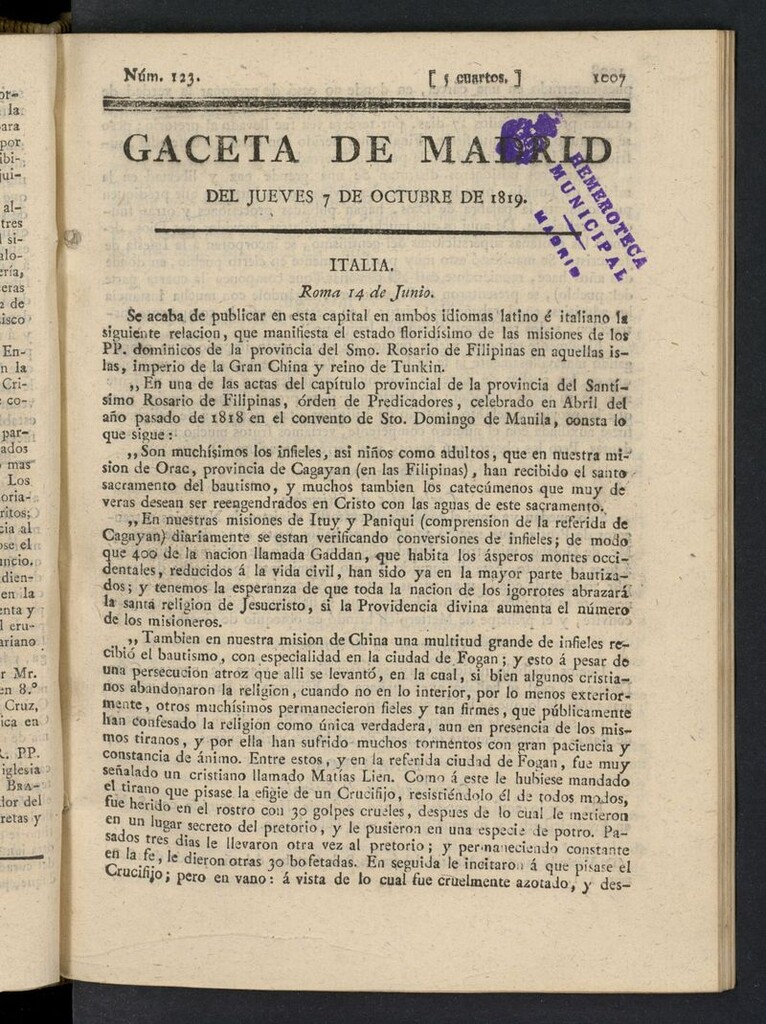 Núm. 123. [ 5 cuartos. ] 1007
GACETA DE MADRID
DEL JUEVES 7 DE OCTUBRE DE 1819.
HEMEROTECA
MUNICIPAL
MADRID
ITALIA.
Roma 14 de Junio.
Se acaba de publicar en esta capital en ambos idiomas latino é italiano la
siguiente relacion, que manifiesta el estado floridísimo de las misiones de los
PP. dominicos de la provincia del Smo. Rosario de Filipinas en aquellas is-
las, imperio de la Gran China y reino de Tunkin.
,,En una de las actas del capítulo provincial de la provincia del Santí-
simo Rosario de Filipinas, órden de Predicadores, celebrado en Abril del
año pasado de 1818 en el convento de Sto. Domingo de Manila, consta lo
que sigue:
,,Son muchísimos los infieles, asi niños como adultos, que en nuestra mi-
sion de Orac, provincia de Cagayan (en las Filipinas), han recibido el santo
sacramento del bautismo, y muchos tambien los catecúmenos que muy de
veras desean ser reengendrados en Cristo con las aguas de este sacramento.
,,En nuestras misiones de Ituy y Paniqui (comprension de la referida de
Cagayan) diariamente se estan verificando conversiones de infieles; de modo
que 400 de la nacion llamada Gaddan, que habita los ásperos montes occi-
dentales, reducidos á la vida civil, han sido ya en la mayor parte bautiza-
dos; y tenemos la esperanza de que toda la nacion de los igorrotes abrazará
la santa religion de Jesucristo, si la Providencia divina aumenta el número
de los misioneros.
,,Tambien en nuestra mision de China una multitud grande de infieles re-
cibió el bautismo, con especialidad en la ciudad de Fogan; y esto á pesar de
una persecucion atroz que alli se levantó, en la cual, si bien algunos cristia-
nos abandonaron la religion, cuando no en lo interior, por lo menos exterior-
mente, otros muchísimos permanecieron fieles y tan firmes, que públicamente
han confesado la religion como única verdadera, aun en presencia de los mis-
mos tiranos, y por ella han sufrido muchos tormentos con gran paciencia y
constancia de ánimo. Entre estos, y en la referida ciudad de Fogan, fue muy
señalado un cristiano llamado Matías Lien. Como á este le hubiese mandado
el tirano que pisase la efigie de un Crucifijo, resistiéndolo él de todos modos,
fue herido en el rostro con 30 golpes crueles, despues de lo cual le metieron
en un lugar secreto del pretorio, y le pusieron en una especie de potro. Pa-
sados tres dias le llevaron otra vez al pretorio; y permaneciendo constante
en la fe, le dieron otras 30 bofetadas. En seguida le incitaron á que pisase el
Crucifijo; pero en vano: á vista de lo cual fue cruelmente azotado, y des-